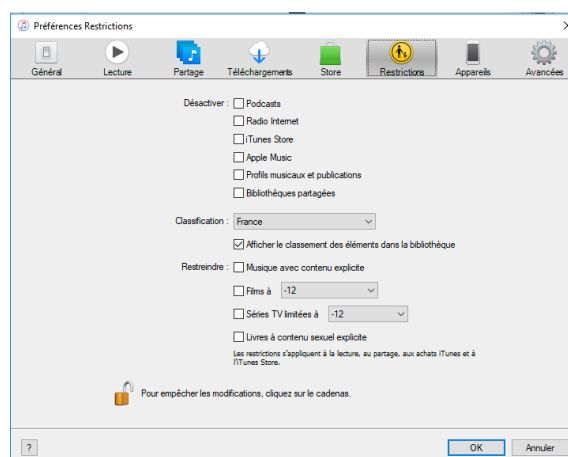 Préférences Restrictions
Général Lecture Partage Téléchargements Store Restrictions Appareils Avancées
Désactiver : Podcasts
Radio Internet
iTunes Store
Apple Music
Profils musicaux et publications
Bibliothèques partagées
Classification : France
Afficher le classement des éléments dans la bibliothèque
Restreindre : Musique avec contenu explicite
Films à -12
Séries TV limitées à -12
Livres à contenu sexuel explicite
Les restrictions s'appliquent à la lecture, au partage, aux achats iTunes et à
l'iTunes Store.
Pour empêcher les modifications, cliquez sur le cadenas.
? OK Annuler